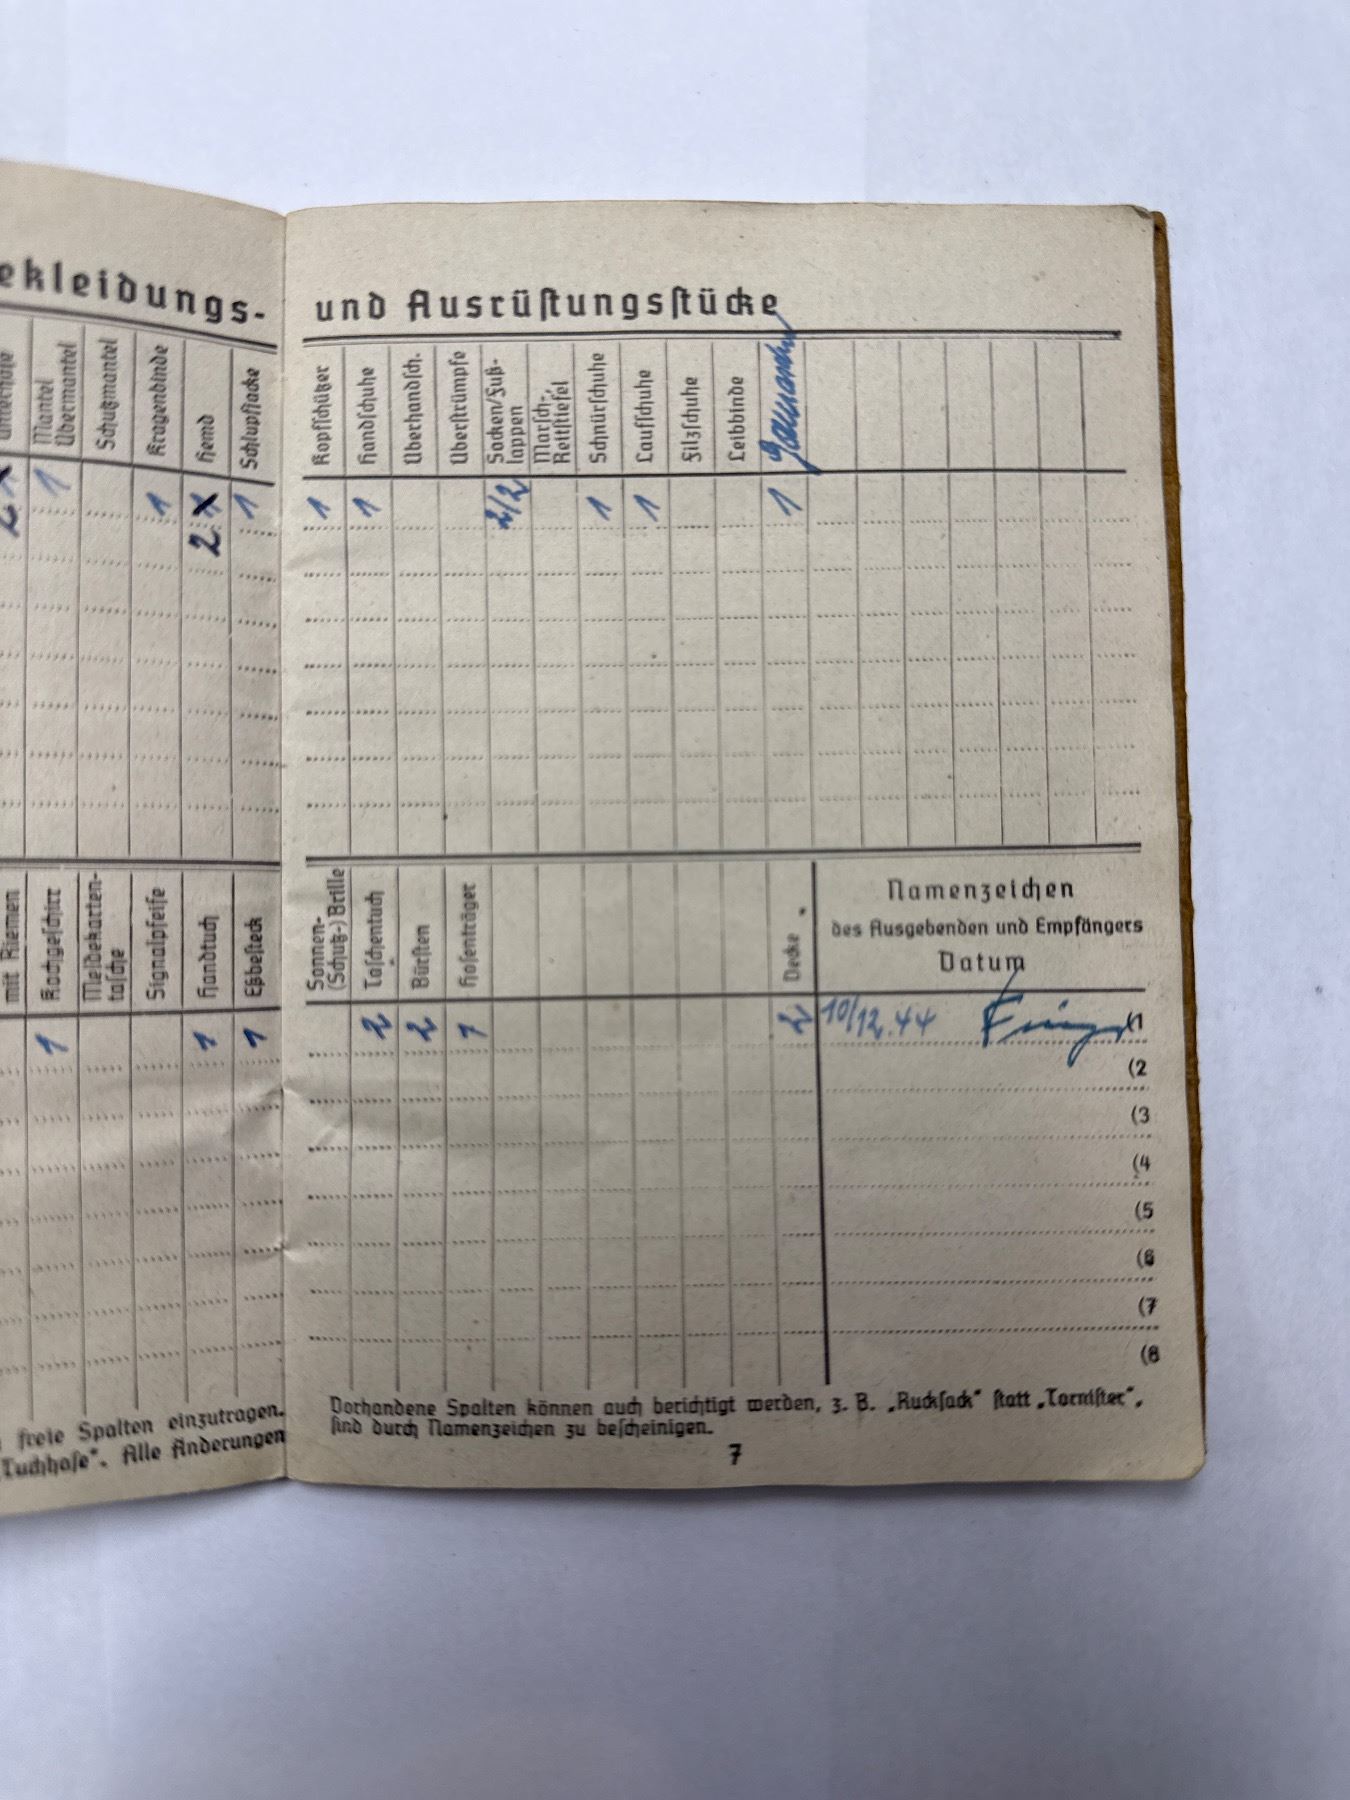 ekleidungs-
Mantel
Übermantel
Schutzmantel
Kragenbinde
Hemd
Schlupfjacke
1
1
2 1
1
mit Riemen
Kochgeschirr
Meldekarten-
tasche
Signalpfeife
Handtuch
Eßbesteck
1
1
1
freie Spalten einzutragen.
„Tuchhose“. Alle Änderungen
und Ausrüstungsstücke
Kopfschützer
Handschuhe
Überhandsch.
Überstrümpfe
Socken/Fuß-
lappen
Marsch-,
Reitstiefel
Schnürschuhe
Laufschuhe
Filzschuhe
Leibbinde
1
1
2/2
1
1
1
Sonnen-
(Schutz-) Brille
Taschentuch
Bürsten
Hosenträger
Decke
Namenzeichen
des Ausgebenden und Empfängers
Datum
2
2
1
2
10/12.44
(1
(2
(3
(4
(5
(6
(7
(8
Vorhandene Spalten können auch berichtigt werden, z. B. „Rucksack“ statt „Tornister“,
sind durch Namenzeichen zu bescheinigen.
7